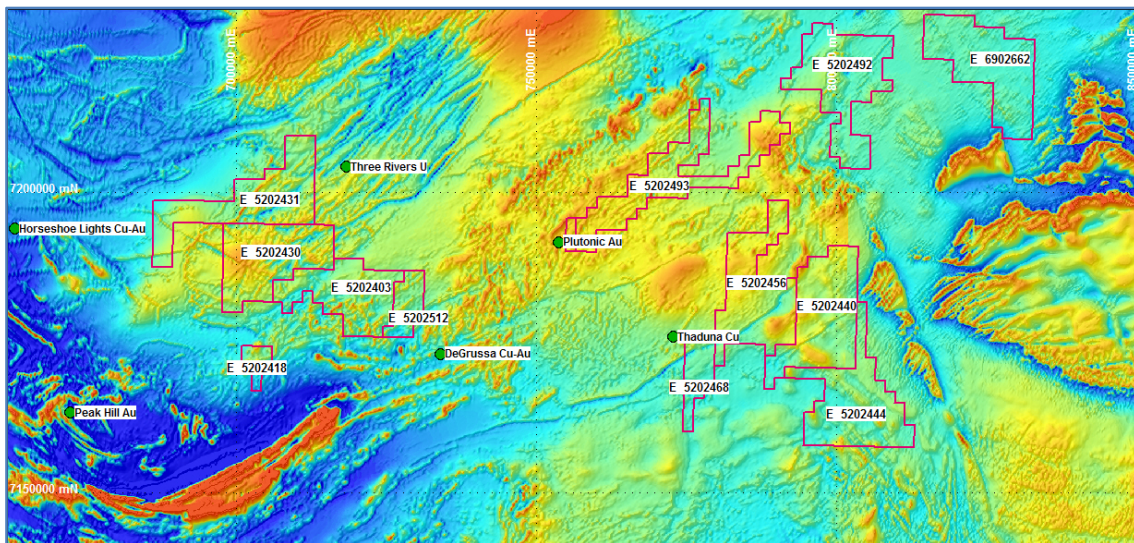 700000 mE
750000 mE
800000 mE
850000 mE
E 5202492
E 6902662
Three Rivers U
7200000 mN
E 5202493
E 5202431
Horseshoe Lights Cu-Au
Plutonic Au
E 5202430
E 5202456
E 5202403
E 5202440
E 5202512
Thaduna Cu
DeGrussa Cu-Au
E 5202418
E 5202468
Peak Hill Au
E 5202444
7150000 mN